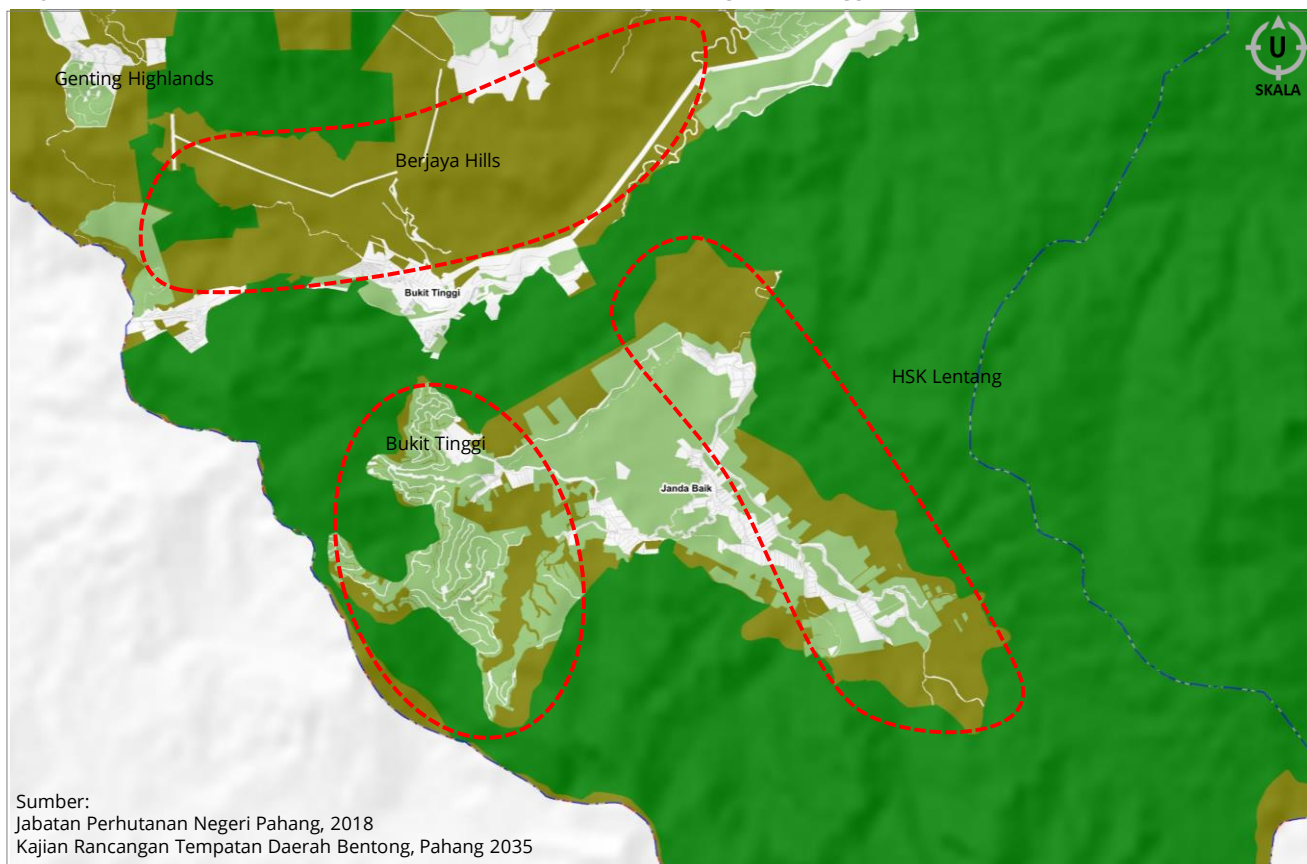 U
SKALA
Genting Highlands
Berjaya Hills
Bukit Tinggi
HSK Lentang
Bukit Tinggi
Janda Baik
Sumber:
Jabatan Perhutanan Negeri Pahang, 2018
Kajian Rancangan Tempatan Daerah Bentong, Pahang 2035